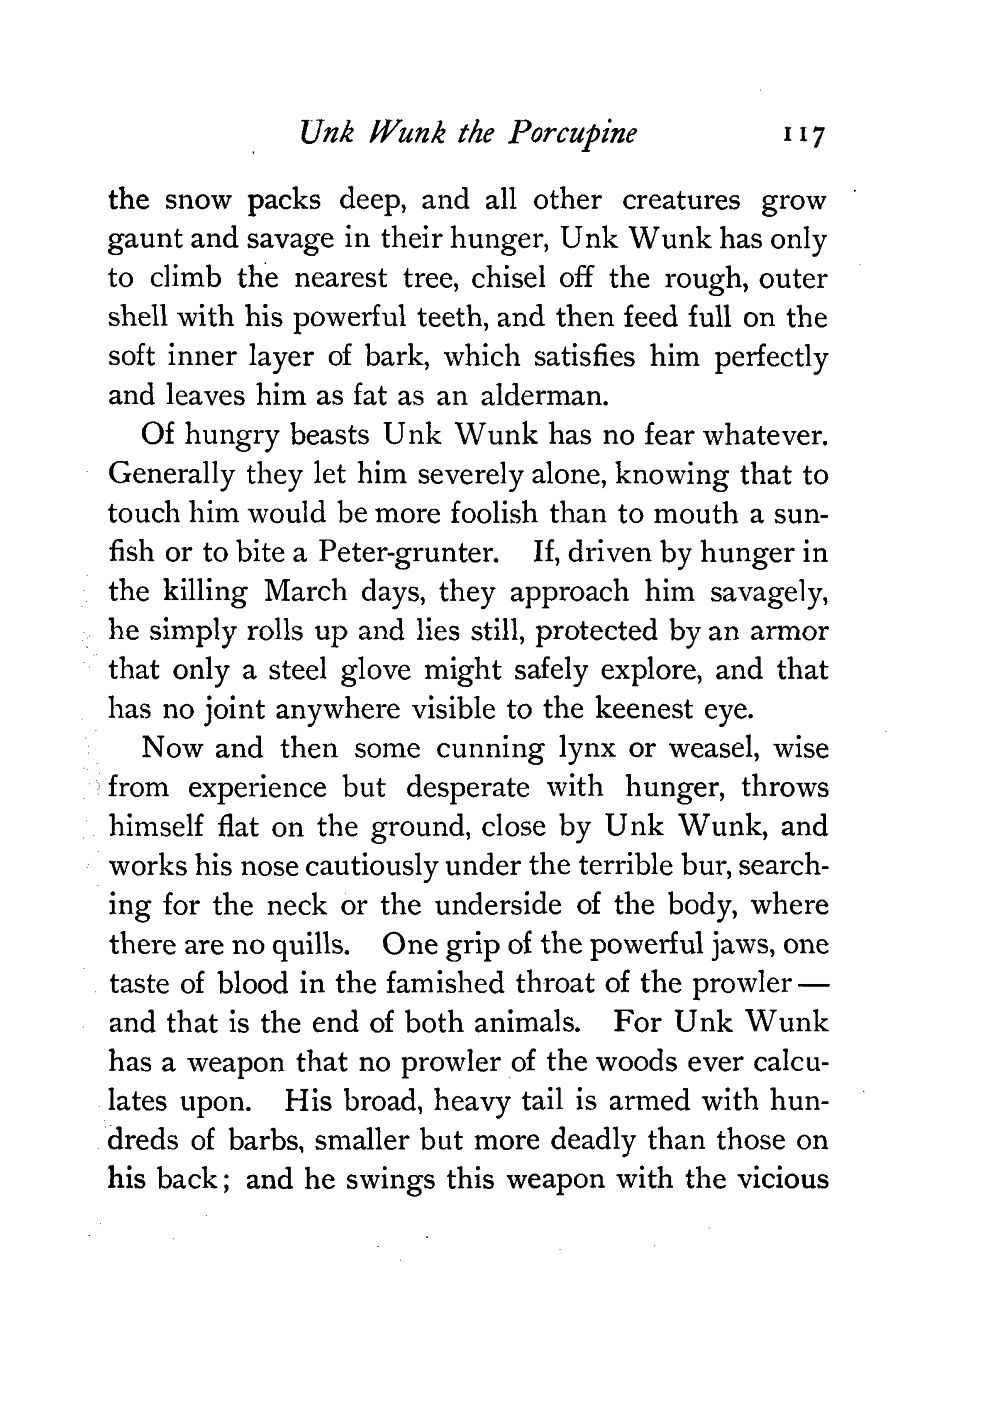 Unk Wunk the Porcupine 117
the snow packs deep, and all other creatures grow
gaunt and savage in their hunger, Unk Wunk has only
to climb the nearest tree, chisel off the rough, outer
shell with his powerful teeth, and then feed full on the
soft inner layer of bark, which satisfies him perfectly
and leaves him as fat as an alderman.
Of hungry beasts Unk Wunk has no fear whatever.
Generally they let him severely alone, knowing that to
touch him would be more foolish than to mouth a sun-
fish or to bite a Peter-grunter. If, driven by hunger in
the killing March days, they approach him savagely,
he simply rolls up and lies still, protected by an armor
that only a steel glove might safely explore, and that
has no joint anywhere visible to the keenest eye.
Now and then some cunning lynx or weasel, wise
from experience but desperate with hunger, throws
himself flat on the ground, close by Unk Wunk, and
works his nose cautiously under the terrible bur, search-
ing for the neck or the underside of the body, where
there are no quills. One grip of the powerful jaws, one
taste of blood in the famished throat of the prowler —
and that is the end of both animals. For Unk Wunk
has a weapon that no prowler of the woods ever calcu-
lates upon. His broad, heavy tail is armed with hun-
dreds of barbs, smaller but more deadly than those on
his back; and he swings this weapon with the vicious